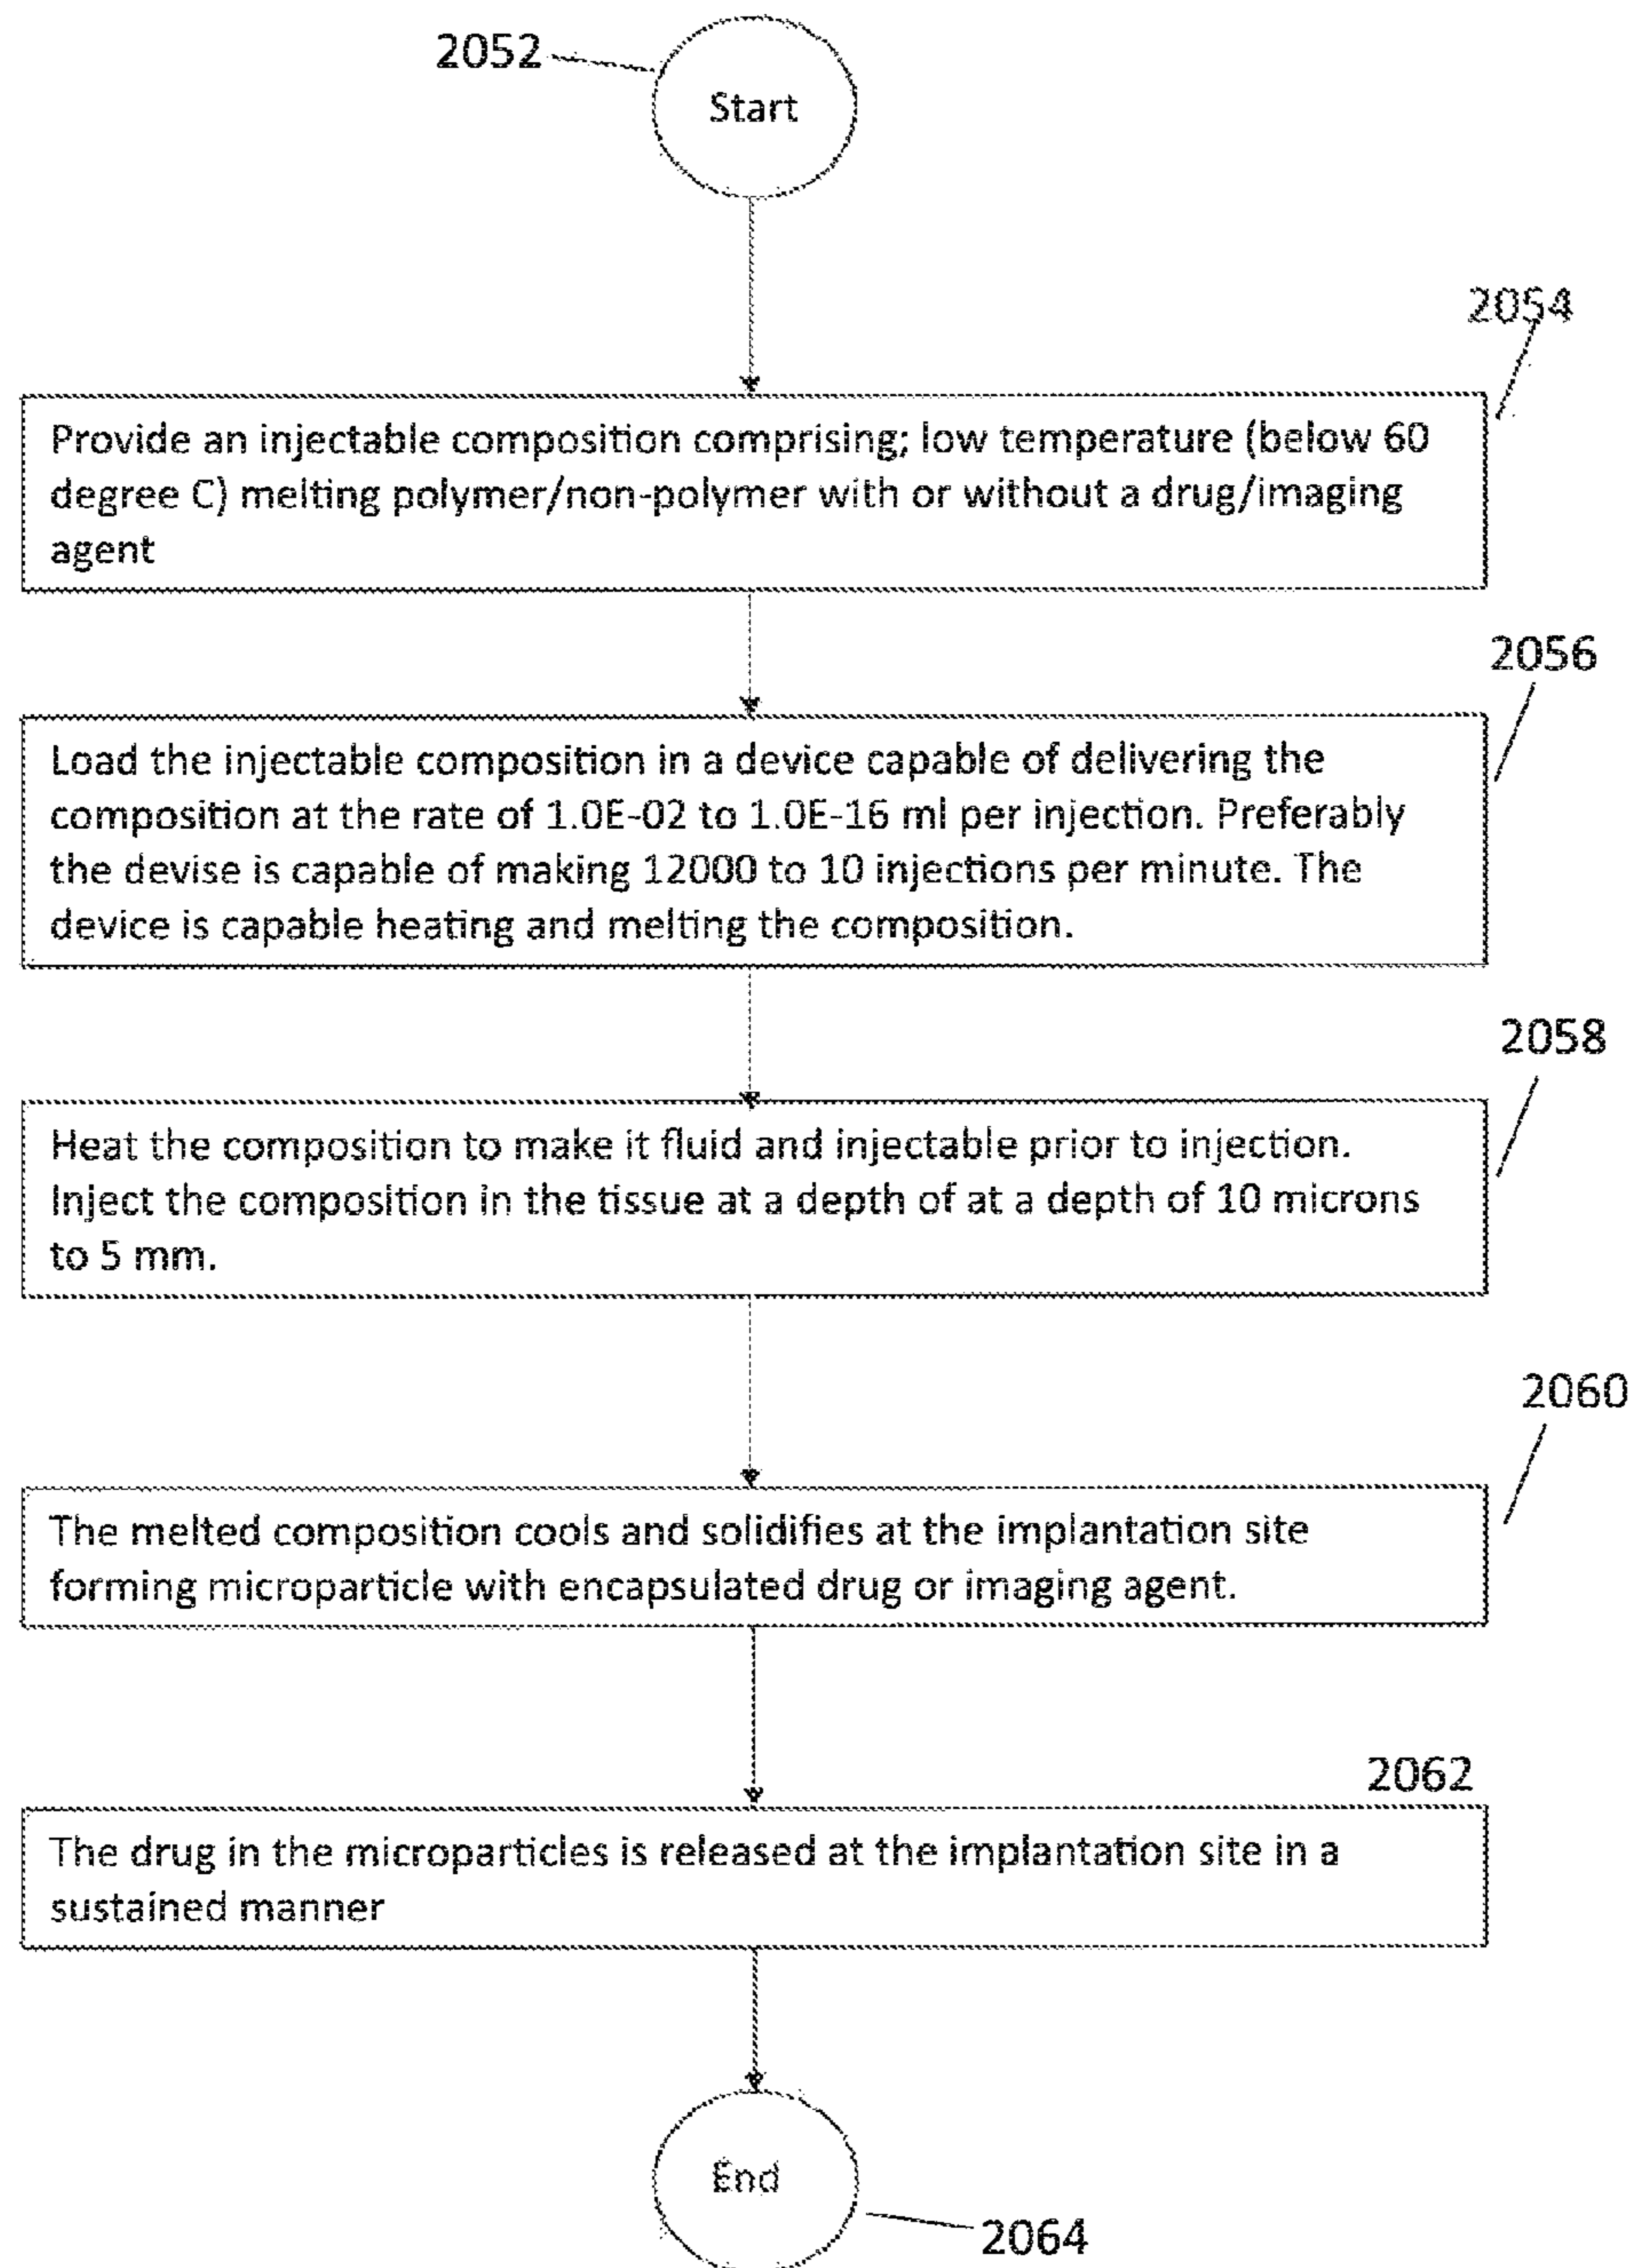 2052
Start
2054
Provide an injectable composition comprising; low temperature (below 60
degree C) melting polymer/non-polymer with or without a drug/imaging
agent
2056
Load the injectable composition in a device capable of delivering the
composition at the rate of 1.0E-02 to 1.0E-16 ml per injection. Preferably
the devise is capable of making 12000 to 10 injections per minute. The
device is capable heating and melting the composition.
2058
Heat the composition to make it fluid and injectable prior to injection.
Inject the composition in the tissue at a depth of at a depth of 10 microns
to 5 mm.
2060
The melted composition cools and solidifies at the implantation site
forming microparticle with encapsulated drug or imaging agent.
2062
The drug in the microparticles is released at the implantation site in a
sustained manner
End
2064